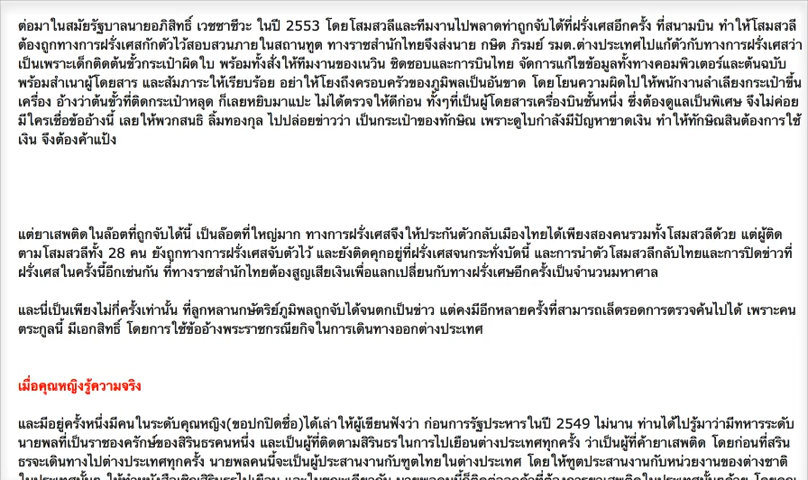 ต่อมาในสมัยรัฐบาลนายอภิสิทธิ์ เวชชาชีวะ ในปี 2553 โดยโสมสวลีและทีมงานไปพลาดท่าถูกจับได้ที่ฝรั่งเศสอีกครั้ง ที่สนามบิน ทำให้โสมสวลี
ต้องถูกทางการฝรั่งเศสกักตัวไว้สอบสวนภายในสถานฑูต ทางราชสำนักไทยจึงส่งนาย กษิต ภิรมย์ รมต.ต่างประเทศไปแก้ตัวกับทางการฝรั่งเศสว่า
เป็นเพราะเด็กติดต้นขั้วกระเป๋าผิดใบ พร้อมทั้งสั่งให้ทีมงานของเนวิน ชิดชอบและการบินไทย จัดการแก้ไขข้อมูลทั้งทางคอมพิวเตอร์และต้นฉบับ
พร้อมสำเนาผู้โดยสาร และสัมภาระให้เรียบร้อย อย่าให้โยงถึงครอบครัวของภูมิพลเป็นอันขาด โดยโยนความผิดไปให้พนักงานลำเลียงกระเป๋าขึ้น
เครื่อง อ้างว่าต้นขั้วที่ติดกระเป๋าหลุด ก็เลยหยิบมาแปะ ไม่ได้ตรวจให้ดีก่อน ทั้งๆที่เป็นผู้โดยสารเครื่องบินชั้นหนึ่ง ซึ่งต้องดูแลเป็นพิเศษ จึงไม่ค่อย
มีใครเชื่อข้ออ้างนี้ เลยให้พวกสนธิ ลิ้มทองกุล ไปปล่อยข่าวว่า เป็นกระเป๋าของทักษิณ เพราะดูไบกำลังมีปัญหาขาดเงิน ทำให้ทักษิณสินต้องการใช้
เงิน จึงต้องค้าแป้ง
แต่ยาเสพติดในล๊อตที่ถูกจับได้นี้ เป็นล๊อตที่ใหญ่มาก ทางการฝรั่งเศสจึงให้ประกันตัวกลับเมืองไทยได้เพียงสองคนรวมทั้งโสมสวลีด้วย แต่ผู้ติด
ตามโสมสวลีทั้ง 28 คน ยังถูกทางการฝรั่งเศสจับตัวไว้ และยังติดคุกอยู่ที่ฝรั่งเศสจนกระทั่งบัดนี้ และการนำตัวโสมสวลีกลับไทยและการปิดข่าวที่
ฝรั่งเศสในครั้งนี้อีกเช่นกัน ที่ทางราชสำนักไทยต้องสูญเสียเงินเพื่อแลกเปลี่ยนกับทางฝรั่งเศษอีกครั้งเป็นจำนวนมหาศาล
และนี่เป็นเพียงไม่กี่ครั้งเท่านั้น ที่ลูกหลานกษัตริย์ภูมิพลถูกจับได้จนตกเป็นข่าว แต่คงมีอีกหลายครั้งที่สามารถเล็ดรอดการตรวจค้นไปได้ เพราะคน
ตระกูลนี้ มีเอกสิทธิ์ โดยการใช้ข้ออ้างพระราชกรณียกิจในการเดินทางออกต่างประเทศ
เมื่อคุณหญิงรู้ความจริง
และมีอยู่ครั้งหนึ่งมีคนในระดับคุณหญิง(ขอปกปิดชื่อ)ได้เล่าให้ผู้เขียนฟังว่า ก่อนการรัฐประหารในปี 2549 ไม่นาน ท่านได้ไปรู้มาว่ามีทหารระดับ
นายพลที่เป็นราชองครักษ์ของสิรินธรคนหนึ่ง และเป็นผู้ที่ติดตามสิรินธรในการไปเยือนต่างประเทศทุกครั้ง ว่าเป็นผู้ที่ค้ายาเสพติด โดยก่อนที่สริน
ธรจะเดินทางไปต่างประเทศทุกครั้ง นายพลคนนี้จะเป็นผู้ประสานงานกับฑูตไทยในต่างประเทศ โดยให้ฑูตประสานงานกับหน่วยงานของต่างชาติ